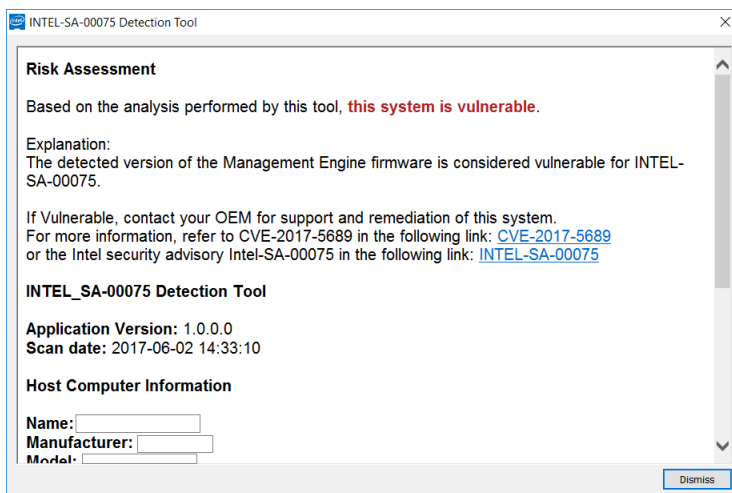 INTEL-SA-00075 Detection Tool
Risk Assessment
Based on the analysis performed by this tool, this system is vulnerable.
Explanation:
The detected version of the Management Engine firmware is considered vulnerable for INTEL-
SA-00075.
If Vulnerable, contact your OEM for support and remediation of this system.
For more information, refer to CVE-2017-5689 in the following link: CVE-2017-5689
or the Intel security advisory Intel-SA-00075 in the following link: INTEL-SA-00075
INTEL_SA-00075 Detection Tool
Application Version: 1.0.0.0
Scan date: 2017-06-02 14:33:10
Host Computer Information
Name:
Manufacturer:
Model:
Dismiss